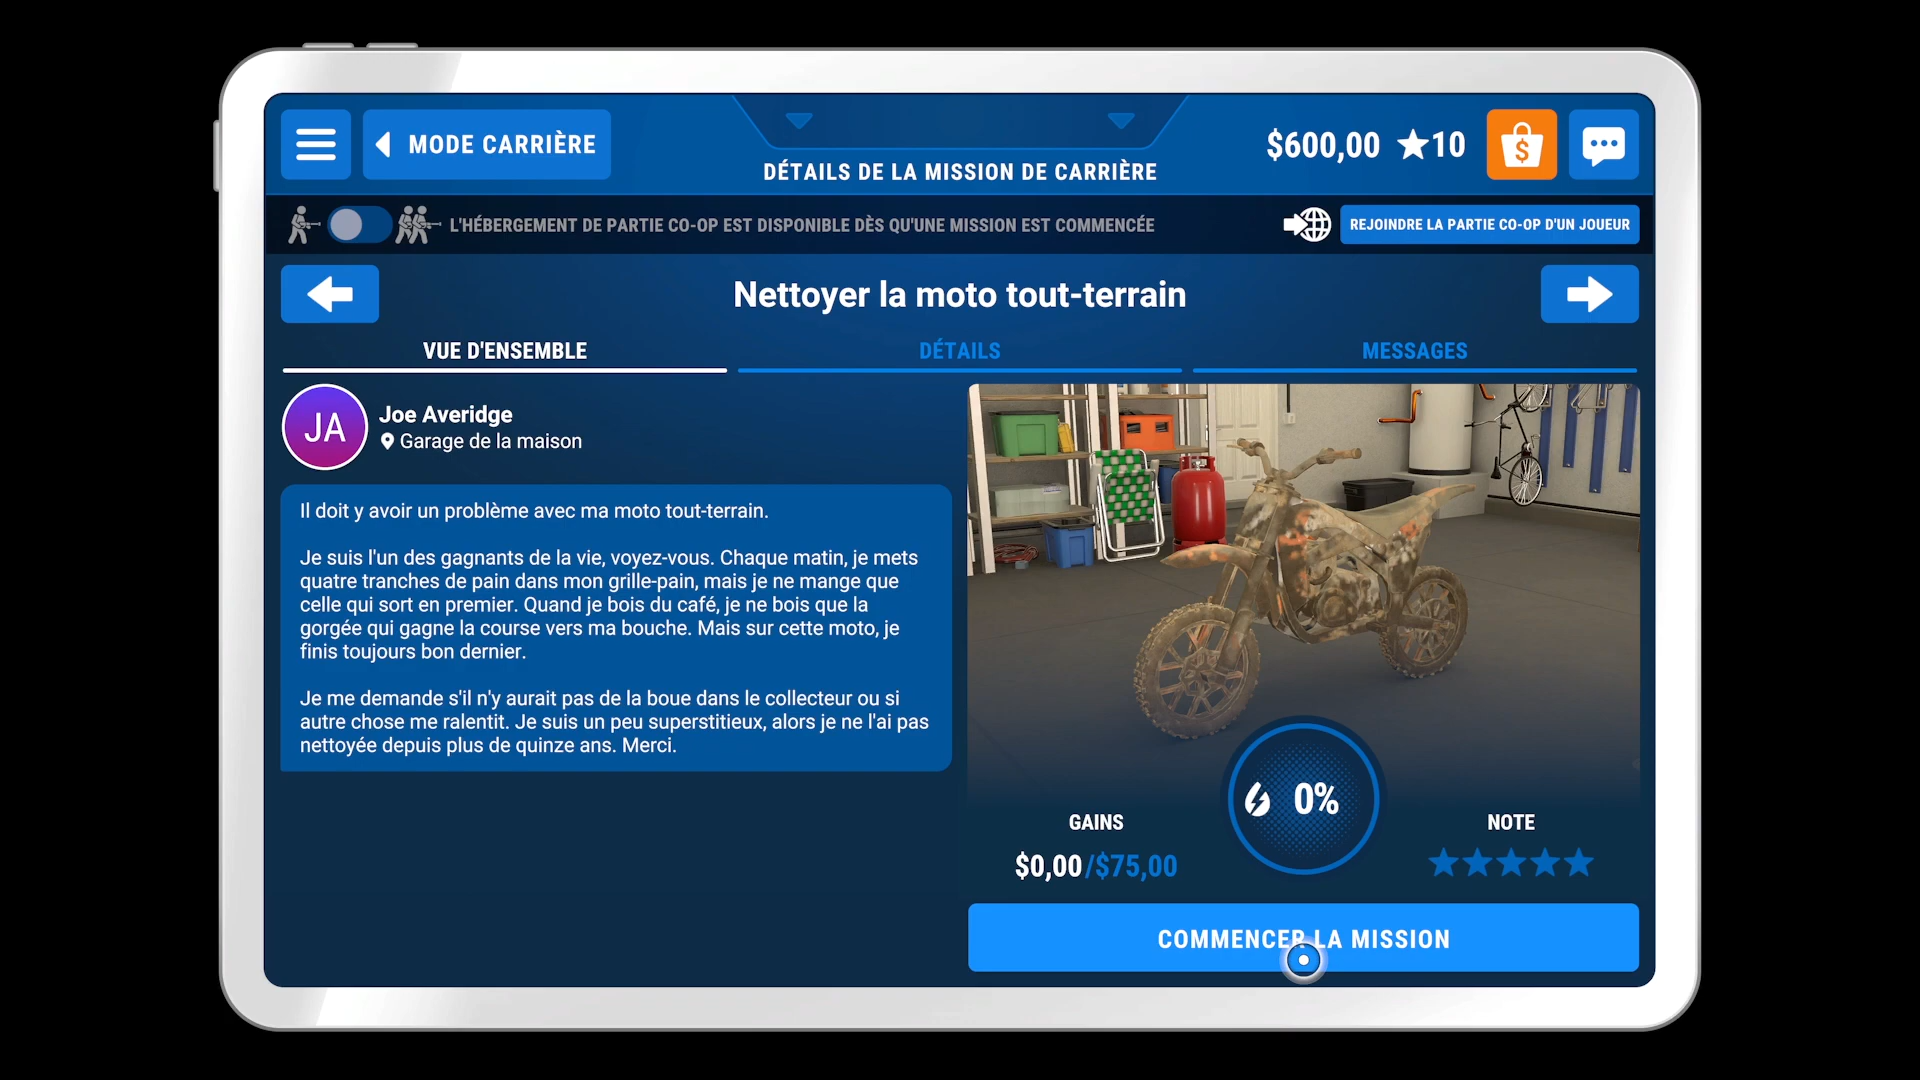 MODE CARRIÈRE
DÉTAILS DE LA MISSION DE CARRIÈRE
$600,00 ★10
L'HÉBERGEMENT DE PARTIE CO-OP EST DISPONIBLE DÈS QU'UNE MISSION EST COMMENCÉE
REJOINDRE LA PARTIE CO-OP D'UN JOUEUR
Nettoyer la moto tout-terrain
VUE D'ENSEMBLE
DÉTAILS
MESSAGES
JA
Joe Averidge
Garage de la maison
Il doit y avoir un problème avec ma moto tout-terrain.
Je suis l'un des gagnants de la vie, voyez-vous. Chaque matin, je mets
quatre tranches de pain dans mon grille-pain, mais je ne mange que
celle qui sort en premier. Quand je bois du café, je ne bois que la
gorgée qui gagne la course vers ma bouche. Mais sur cette moto, je
finis toujours bon dernier.
Je me demande s'il n'y aurait pas de la boue dans le collecteur ou si
autre chose me ralentit. Je suis un peu superstitieux, alors je ne l'ai pas
nettoyée depuis plus de quinze ans. Merci.
0%
GAINS
$0,00/$75,00
NOTE
COMMENCER LA MISSION